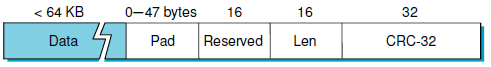 < 64 KB 0–47 bytes 16 16 32
Data Pad Reserved Len CRC-32